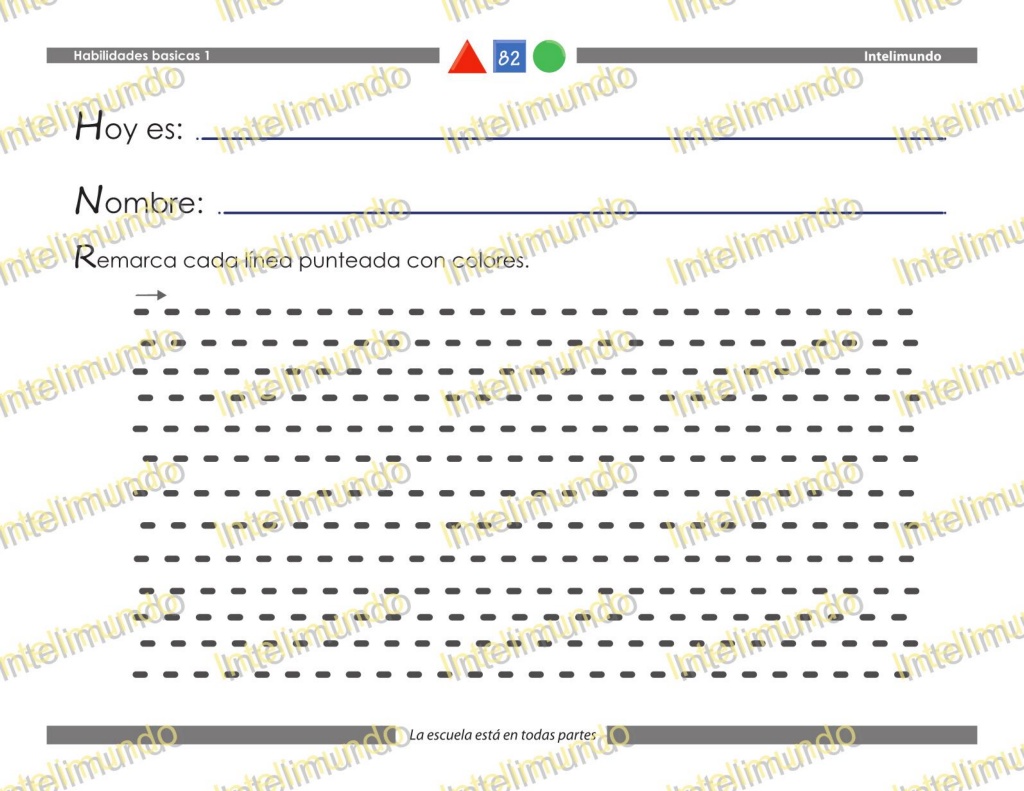 Habilidades basicas 1
82
Intelimundo
Hoy es:
Nombre:
Remarca cada línea punteada con colores.
La escuela está en todas partes